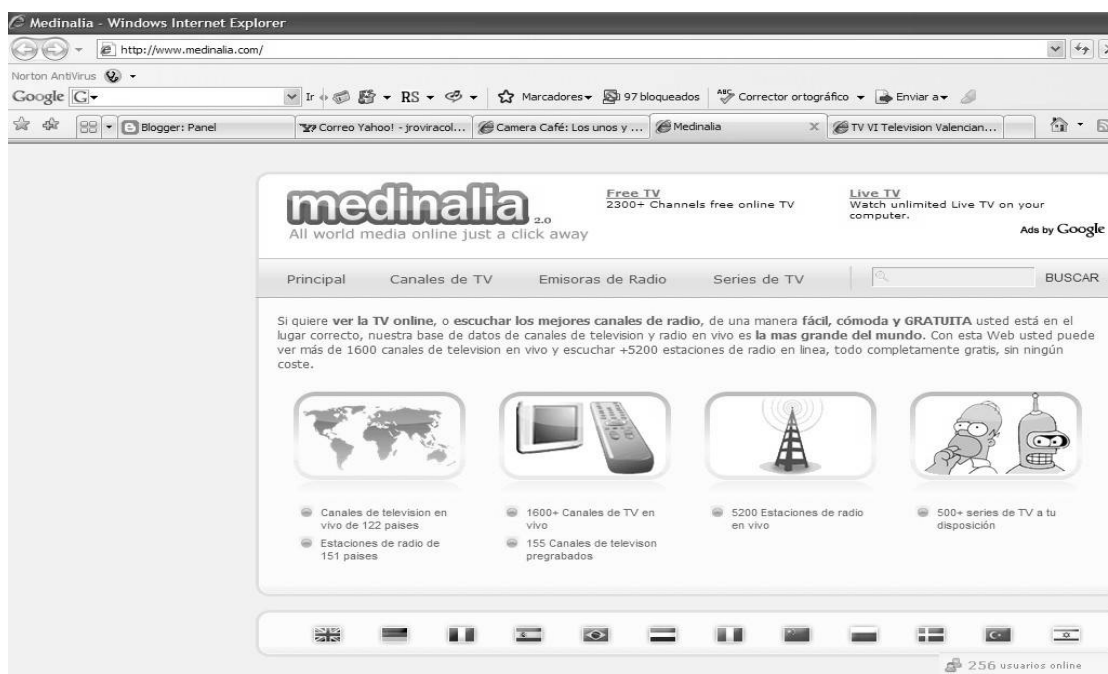 Medinalia - Windows Internet Explorer
http://www.medinalia.com/
Norton AntiVirus
Google G Ir RS Marcadores 97 bloqueados Corrector ortográfico Enviar a
Blogger: Panel Correo Yahoo! - jroviracol... Camera Café: Los unos y ... Medinalia TV VI Television Valencian...
medinalia 2.0
All world media online just a click away
Free TV
2300+ Channels free online TV
Live TV
Watch unlimited Live TV on your
computer.
Ads by Google
Principal Canales de TV Emisoras de Radio Series de TV BUSCAR
Si quiere ver la TV online, o escuchar los mejores canales de radio, de una manera fácil, cómoda y GRATUITA usted está en el
lugar correcto, nuestra base de datos de canales de television y radio en vivo es la mas grande del mundo. Con esta Web usted puede
ver más de 1600 canales de television en vivo y escuchar +5200 estaciones de radio en linea, todo completamente gratis, sin ningún
coste.
Canales de television en
vivo de 122 paises
Estaciones de radio de
151 paises
1600+ Canales de TV en
vivo
155 Canales de televison
pregrabados
5200 Estaciones de radio
en vivo
500+ series de TV a tu
disposición
256 usuarios online